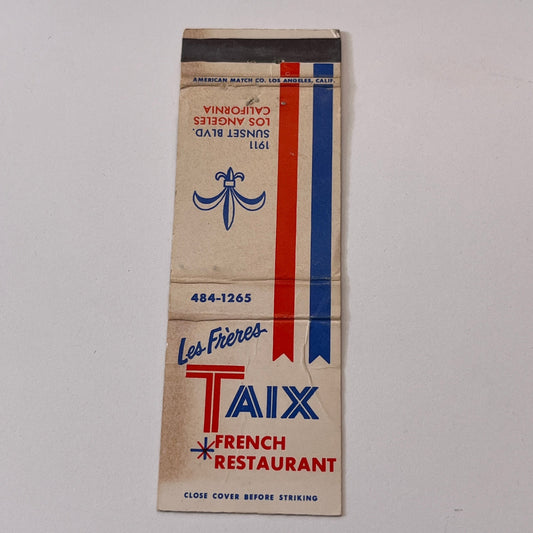 AMERICAN MATCH CO. LOS ANGELES, CALIF.
1911
SUNSET BLVD.
LOS ANGELES
CALIFORNIA
484-1265
Les Frères
TAIX
FRENCH
RESTAURANT
CLOSE COVER BEFORE STRIKING